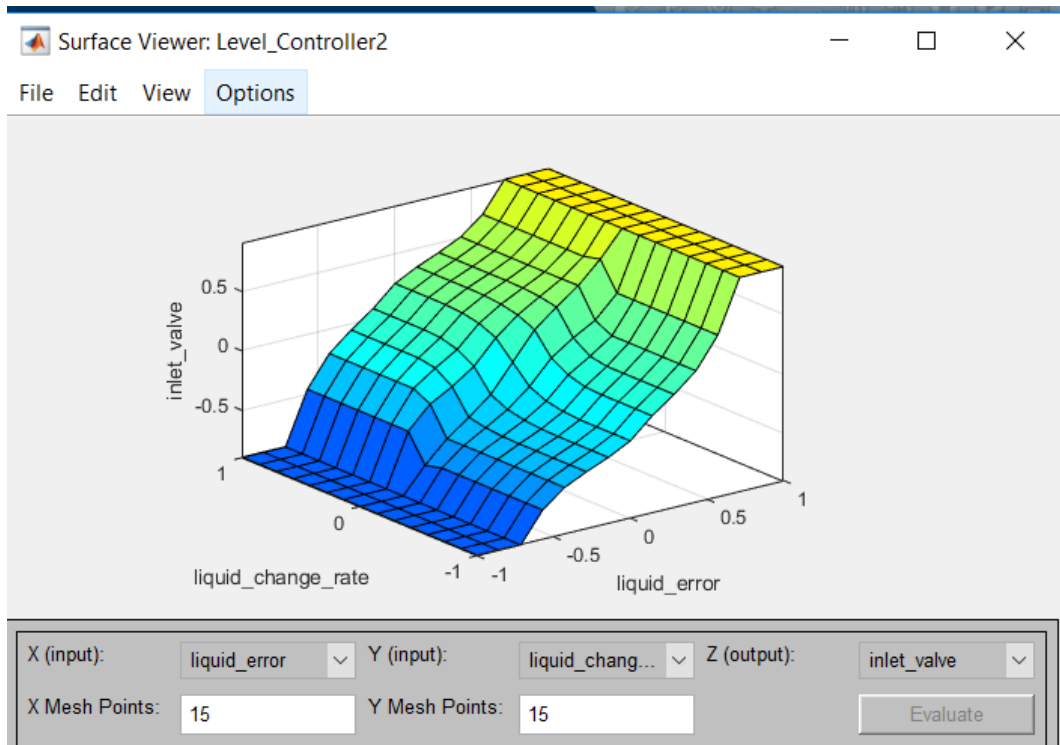 Surface Viewer: Level_Controller2
File Edit View Options
0.5
0
-0.5
inlet_valve
1
0
-1
liquid_change_rate
-1
-0.5
0
0.5
1
liquid_error
X (input): liquid_error Y (input): liquid_chang... Z (output): inlet_valve
X Mesh Points: 15 Y Mesh Points: 15 Evaluate